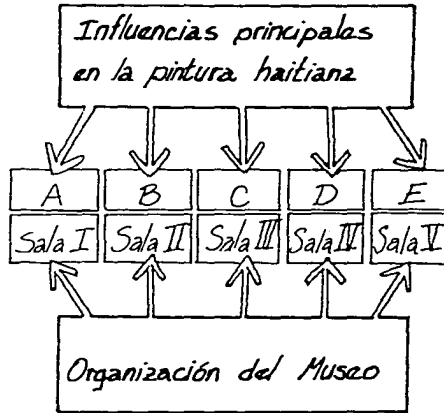 Influencias principales
en la pintura haitiana
A B C D E
Sala I Sala II Sala III Sala IV Sala V
Organización del Museo